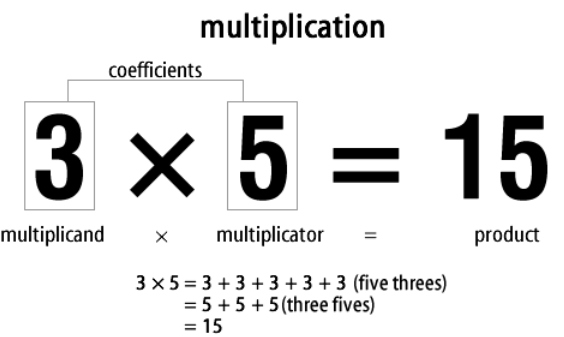 multiplication
coefficients
3 × 5 = 15
multiplicand × multiplicator = product
3 × 5 = 3 + 3 + 3 + 3 + 3 (five threes)
= 5 + 5 + 5 (three fives)
= 15